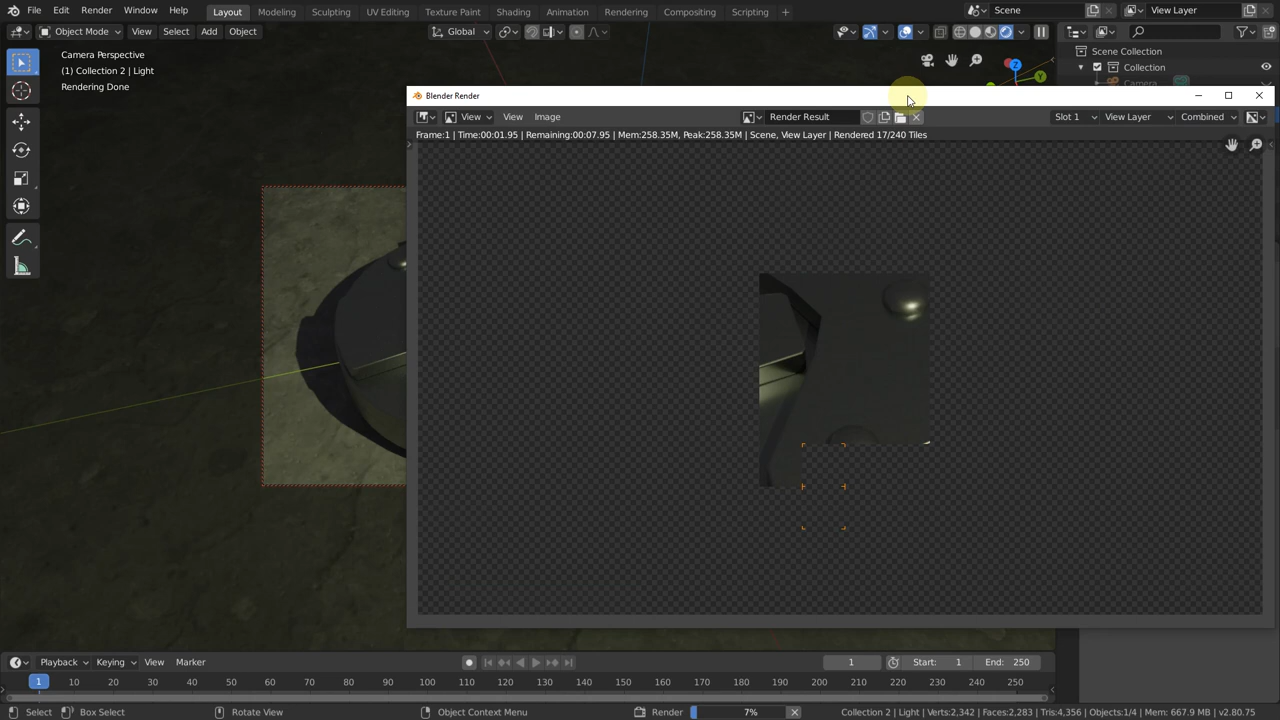 File Edit Render Window Help Layout Modeling Sculpting UV Editing Texture Paint Shading Animation Rendering Compositing Scripting + Scene View Layer
Object Mode View Select Add Object Global
Camera Perspective
(1) Collection 2 | Light
Rendering Done
Scene Collection
Collection
Camera
Z
Y
Blender Render
View View Image Render Result Slot 1 View Layer Combined
Frame:1 | Time:00:01.95 | Remaining:00:07.95 | Mem:258.35M, Peak:258.35M | Scene, View Layer | Rendered 17/240 Tiles
Playback Keying View Marker 1 Start: 1 End: 250
1 10 20 30 40 50 60 70 80 90 100 110 120 130 140 150 160 170 180 190 200 210 220 230 240 250
Select Box Select Rotate View Object Context Menu Render 7% Collection 2 | Light | Verts:2,342 | Faces:2,283 | Tris:4,356 | Objects:1/4 | Mem: 667.9 MB | v2.80.75